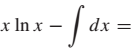 x ln x − ∫ dx =